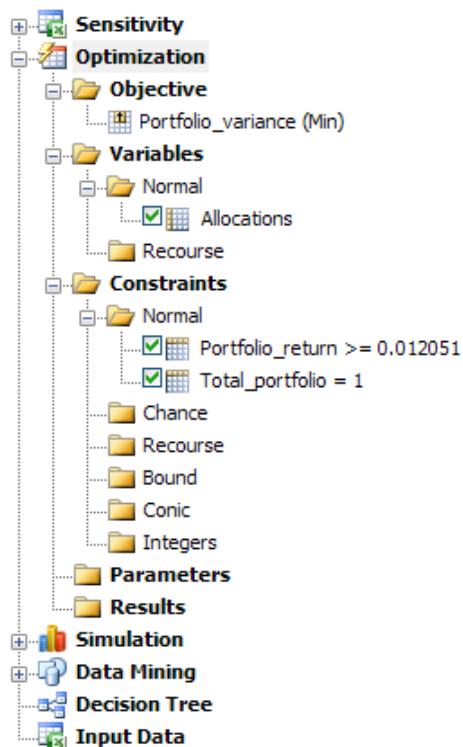 Sensitivity
Optimization
Objective
Portfolio_variance (Min)
Variables
Normal
Allocations
Recourse
Constraints
Normal
Portfolio_return >= 0.012051
Total_portfolio = 1
Chance
Recourse
Bound
Conic
Integers
Parameters
Results
Simulation
Data Mining
Decision Tree
Input Data